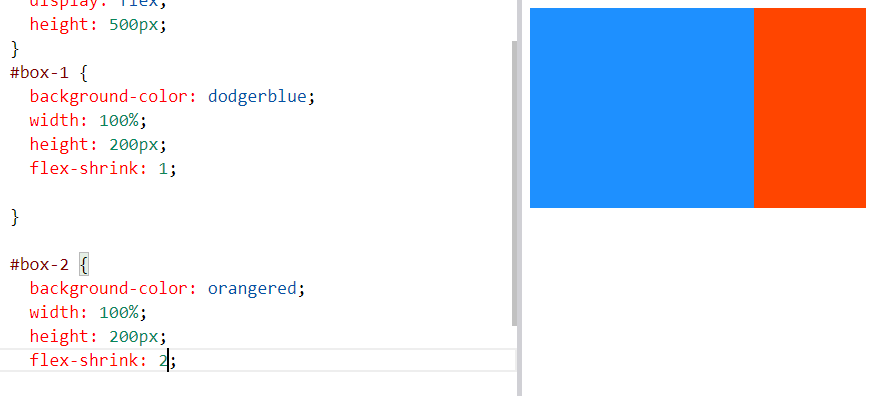 display: flex;
height: 500px;
}
#box-1 {
background-color: dodgerblue;
width: 100%;
height: 200px;
flex-shrink: 1;
}
#box-2 {
background-color: orangered;
width: 100%;
height: 200px;
flex-shrink: 2;